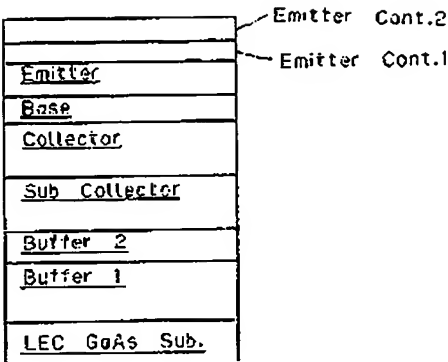 Emitter Cont.2
Emitter Cont.1
Emitter
Base
Collector
Sub Collector
Buffer 2
Buffer 1
LEC GaAs Sub.